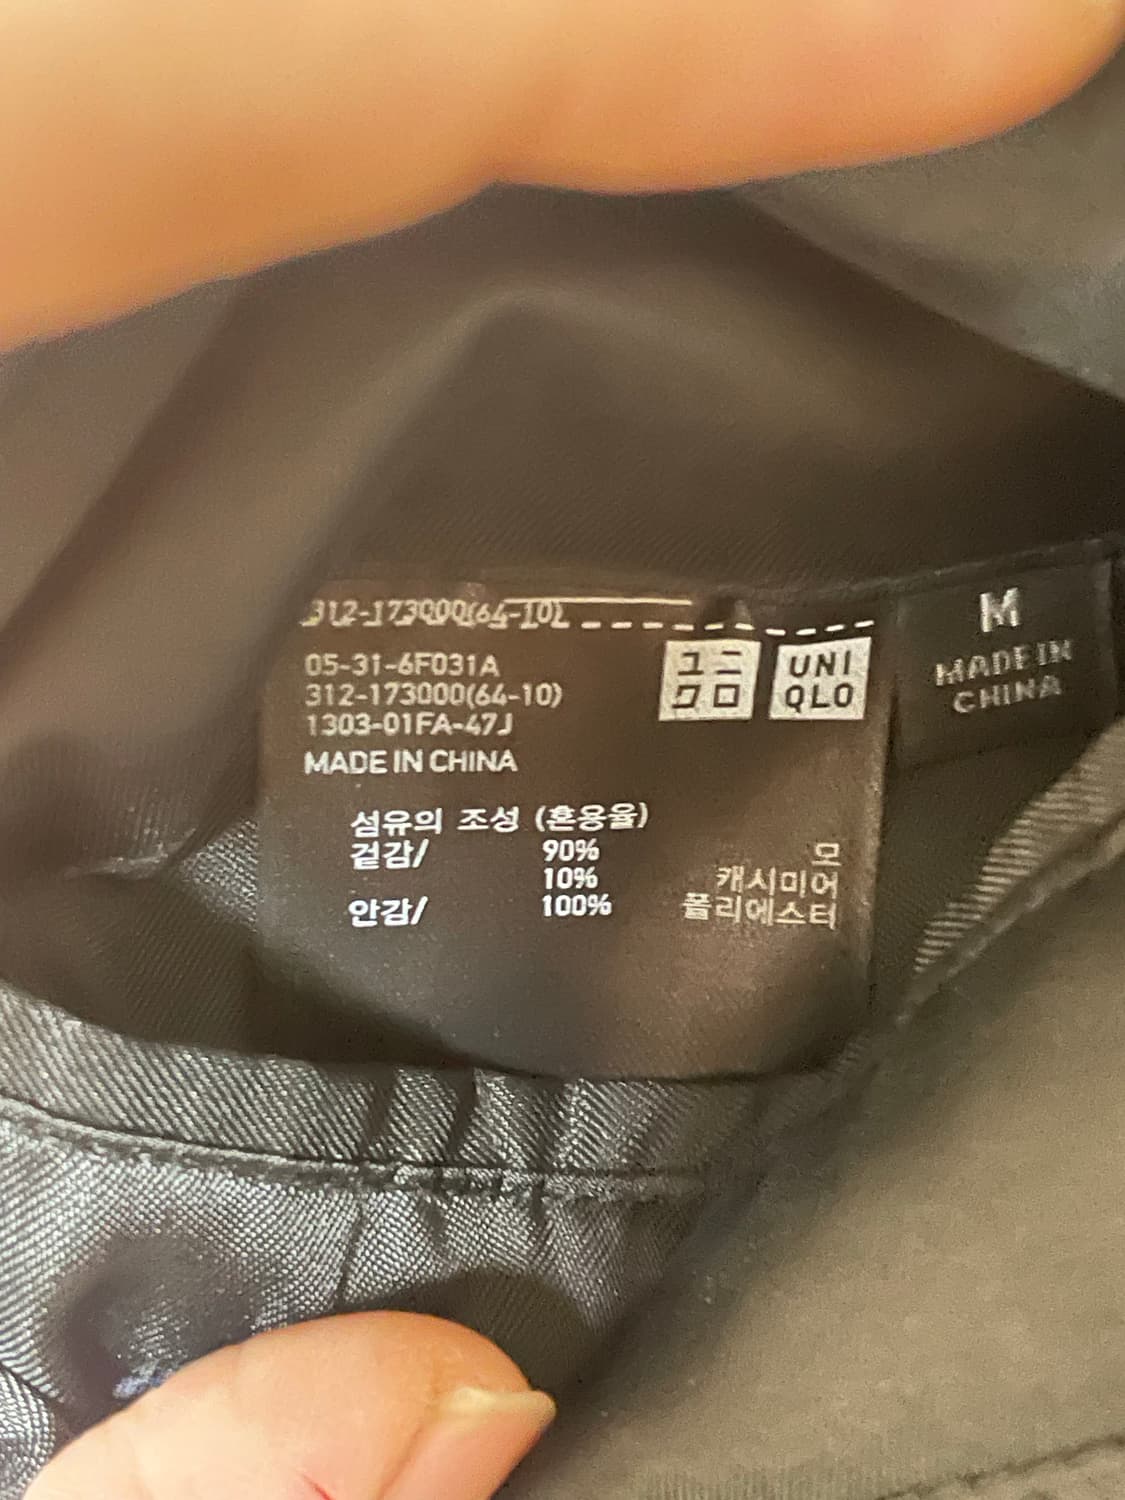 312-173000(64-10)
05-31-6F031A
312-173000(64-10)
1303-01FA-47J
MADE IN CHINA
ユニ
クロ
UNI
QLO
M
MADE IN
CHINA
섬유의 조성 (혼용율)
겉감/ 90% 모
10% 캐시미어
안감/ 100% 폴리에스터